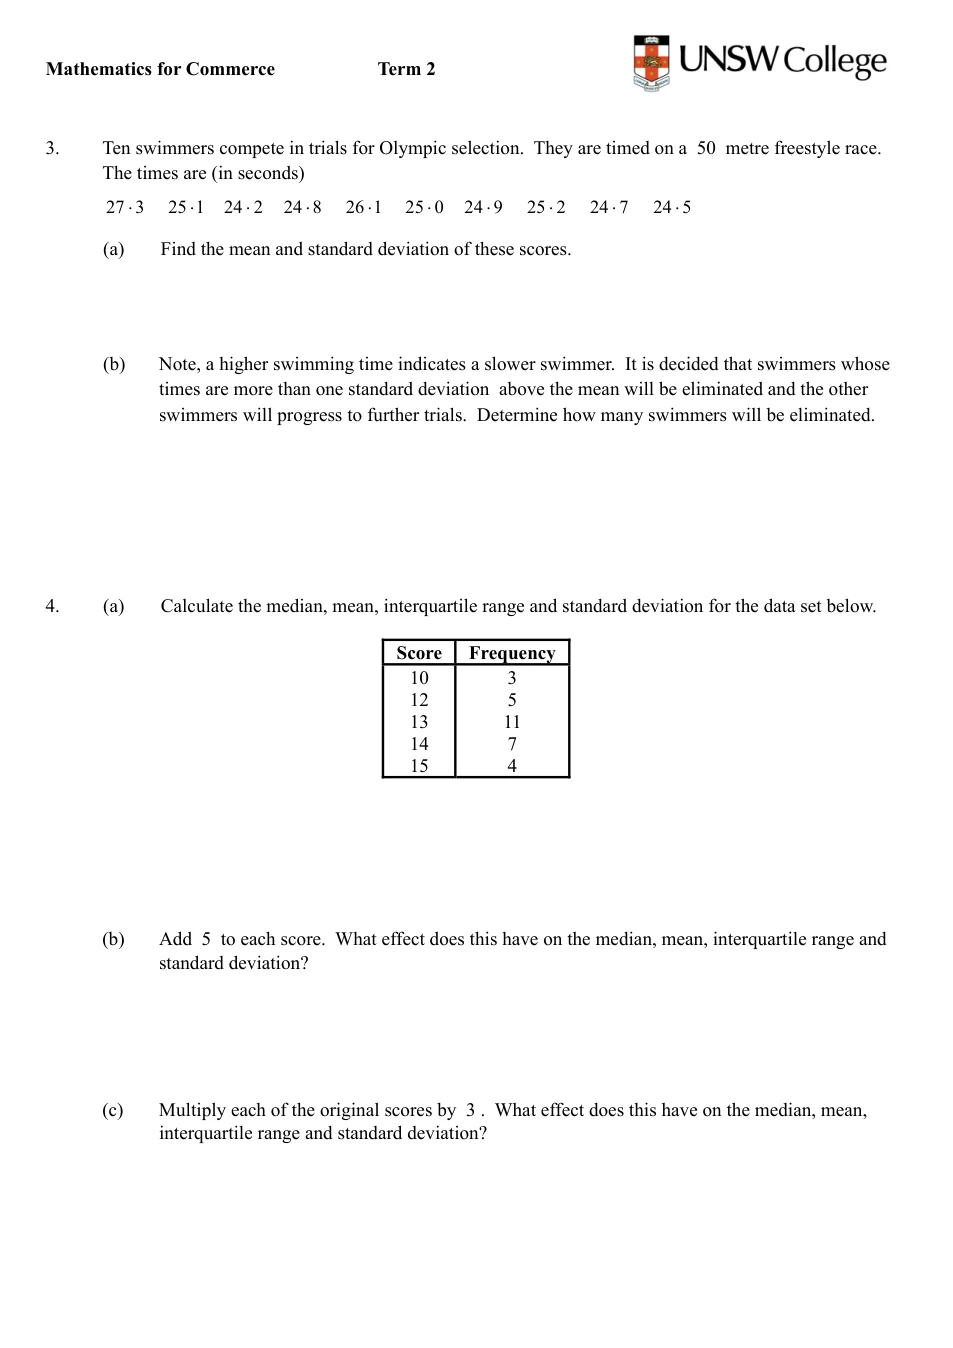 Mathematics for Commerce Term 2 UNSW College
3. Ten swimmers compete in trials for Olympic selection. They are timed on a 50 metre freestyle race.
The times are (in seconds)
27·3 25·1 24·2 24·8 26·1 25·0 24·9 25·2 24·7 24·5
(a) Find the mean and standard deviation of these scores.
(b) Note, a higher swimming time indicates a slower swimmer. It is decided that swimmers whose
times are more than one standard deviation above the mean will be eliminated and the other
swimmers will progress to further trials. Determine how many swimmers will be eliminated.
4. (a) Calculate the median, mean, interquartile range and standard deviation for the data set below.
Score Frequency
10 3
12 5
13 11
14 7
15 4
(b) Add 5 to each score. What effect does this have on the median, mean, interquartile range and
standard deviation?
(c) Multiply each of the original scores by 3 . What effect does this have on the median, mean,
interquartile range and standard deviation?